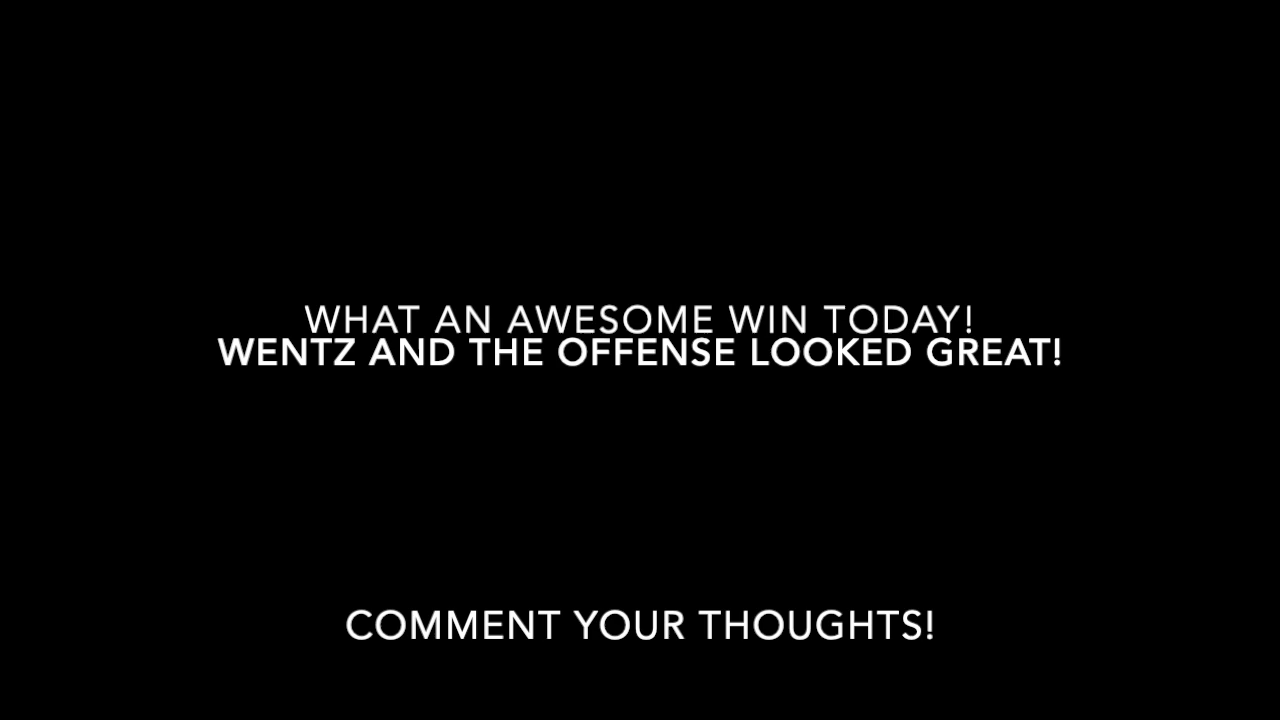 WHAT AN AWESOME WIN TODAY!
WENTZ AND THE OFFENSE LOOKED GREAT!
COMMENT YOUR THOUGHTS!